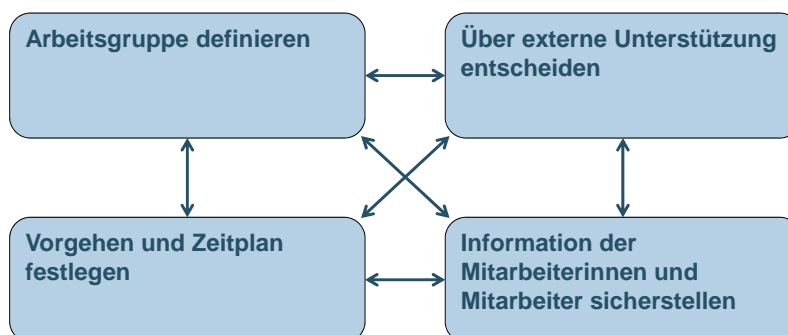 Arbeitsgruppe definieren
Über externe Unterstützung
entscheiden
Vorgehen und Zeitplan
festlegen
Information der
Mitarbeiterinnen und
Mitarbeiter sicherstellen